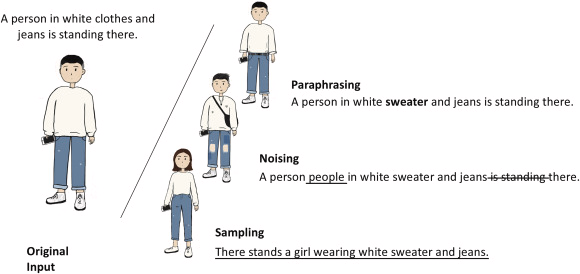 A person in white clothes and
jeans is standing there.
Paraphrasing
A person in white sweater and jeans is standing there.
Noising
A person people in white sweater and jeans is standing there.
Sampling
There stands a girl wearing white sweater and jeans.
Original
Input